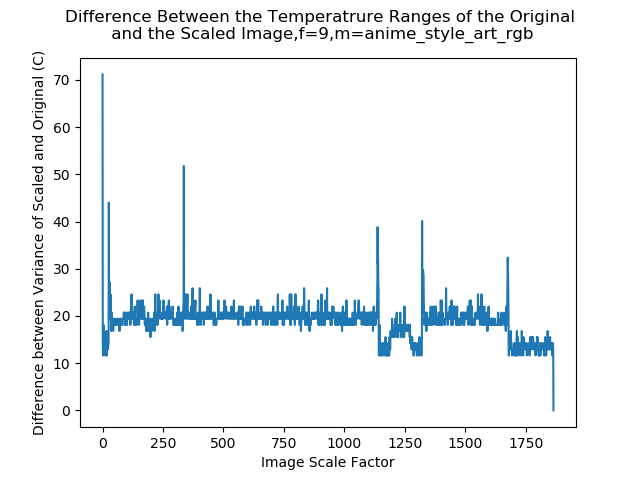 Difference Between the Temperatrure Ranges of the Original
and the Scaled Image,f=9,m=anime_style_art_rgb
Difference between Variance of Scaled and Original (C)
70
60
50
40
30
20
10
0
0 250 500 750 1000 1250 1500 1750
Image Scale Factor